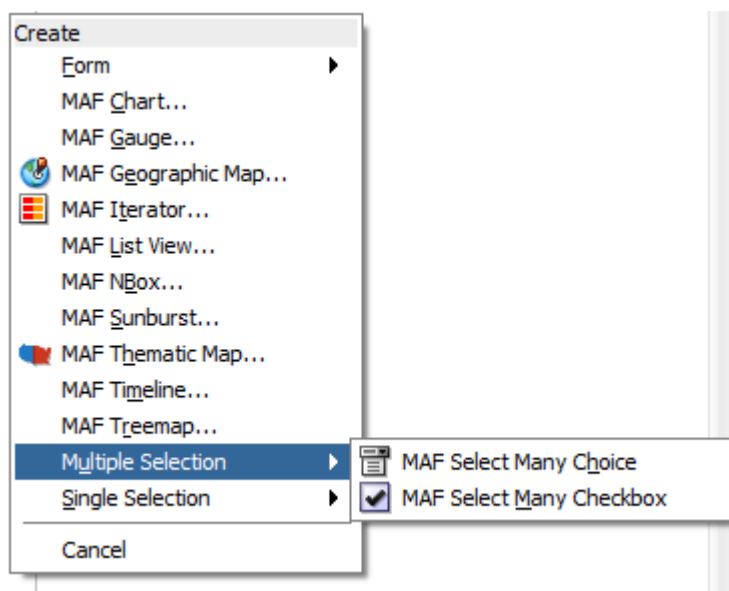 Create
Form
MAF Chart...
MAF Gauge...
MAF Geographic Map...
MAF Iterator...
MAF List View...
MAF NBox...
MAF Sunburst...
MAF Thematic Map...
MAF Timeline...
MAF Treemap...
Multiple Selection
MAF Select Many Choice
MAF Select Many Checkbox
Single Selection
Cancel